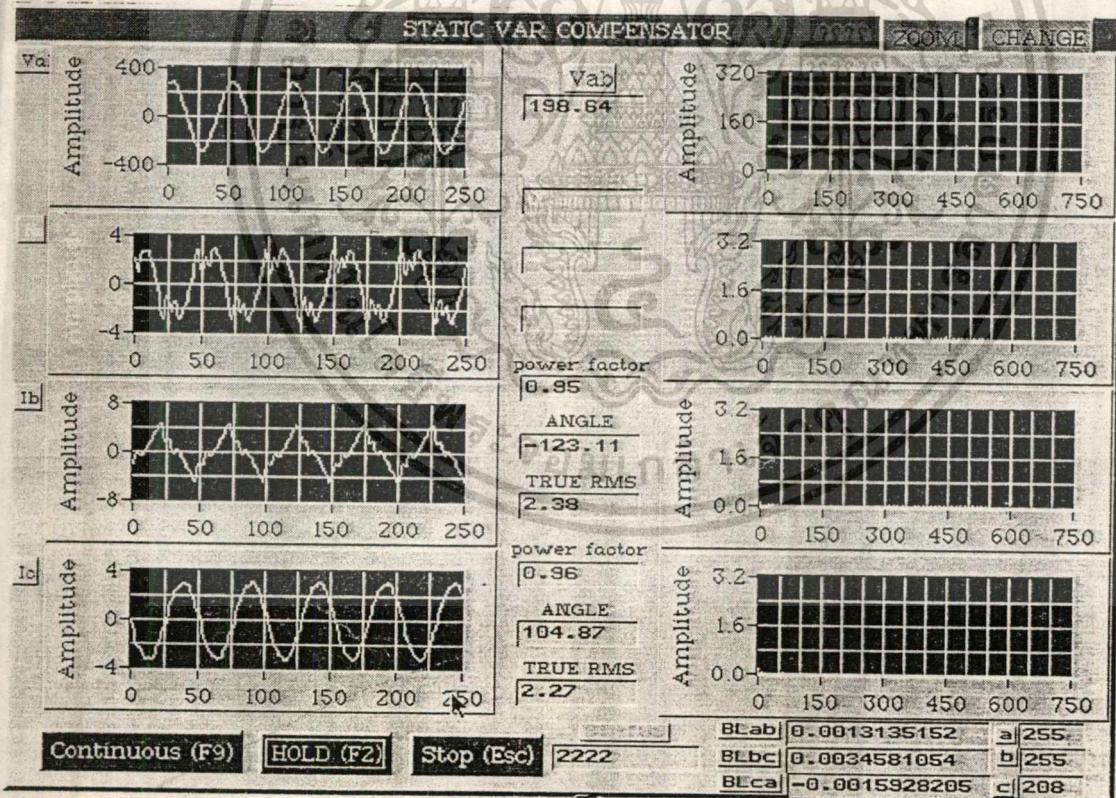 STATIC VAR COMPENSATOR
ZOOM
CHANGE
Va
Amplitude
400
0
-400
0 50 100 150 200 250
Vab
198.64
Amplitude
320
160
0
0 150 300 450 600 750
4
0
-4
0 50 100 150 200 250
3.2
1.6
0.0
0 150 300 450 600 750
power factor
0.95
Ib
Amplitude
8
0
-8
0 50 100 150 200 250
ANGLE
-123.11
TRUE RMS
2.38
Amplitude
3.2
1.6
0.0
0 150 300 450 600 750
power factor
0.96
Ic
Amplitude
4
0
-4
0 50 100 150 200 250
ANGLE
104.87
TRUE RMS
2.27
Amplitude
3.2
1.6
0.0
0 150 300 450 600 750
Continuous (F9)
HOLD (F2)
Stop (Esc)
2222
BLab 0.0013135152 a 255
BLbc 0.0034581054 b 255
BLca -0.0015928205 c 208